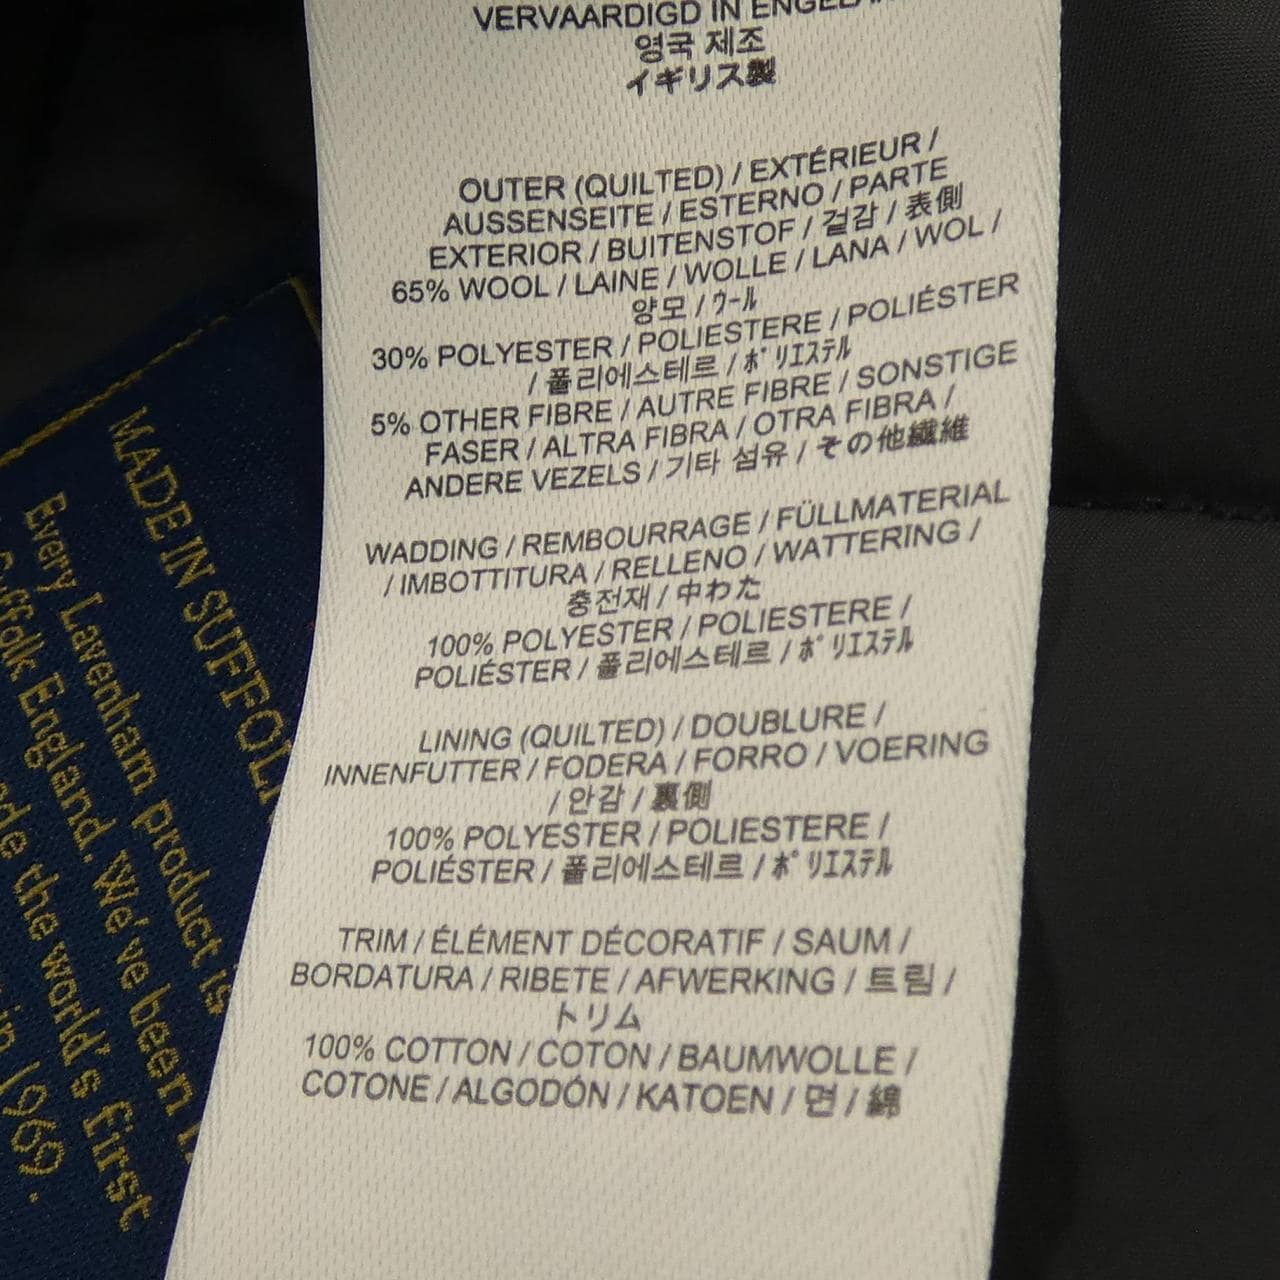 VERVAARDIGD IN
영국 제조
イギリス製
OUTER (QUILTED) / EXTÉRIEUR /
AUSSENSEITE / ESTERNO / PARTE
EXTERIOR / BUITENSTOF / 겉감 / 表側
65% WOOL / LAINE / WOLLE / LANA / WOL /
양모 / ウール
30% POLYESTER / POLIESTERE / POLIÉSTER
/ 폴리에스테르 / ポリエステル
5% OTHER FIBRE / AUTRE FIBRE / SONSTIGE
FASER / ALTRA FIBRA / OTRA FIBRA /
ANDERE VEZELS / 기타 섬유 / その他繊維
WADDING / REMBOURRAGE / FÜLLMATERIAL
/ IMBOTTITURA / RELLENO / WATTERING /
충전재 / 中わた
100% POLYESTER / POLIESTERE /
POLIÉSTER / 폴리에스테르 / ポリエステル
LINING (QUILTED) / DOUBLURE /
INNENFUTTER / FODERA / FORRO / VOERING
/ 안감 / 裏側
100% POLYESTER / POLIESTERE /
POLIÉSTER / 폴리에스테르 / ポリエステル
TRIM / ÉLÉMENT DÉCORATIF / SAUM /
BORDATURA / RIBETE / AFWERKING / 트림 /
トリム
100% COTTON / COTON / BAUMWOLLE /
COTONE / ALGODÓN / KATOEN / 면 / 綿
MADE IN
Every Lavenham product is
England. We've been
the world's first
in 1969.